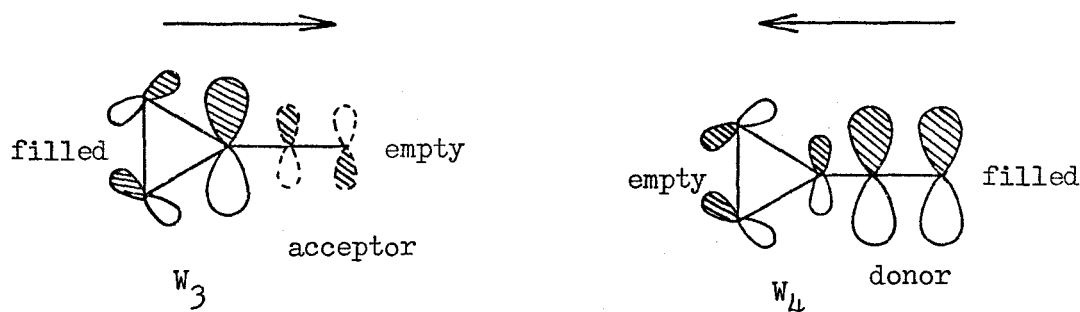 filled
empty
acceptor
W3
empty
filled
donor
W4